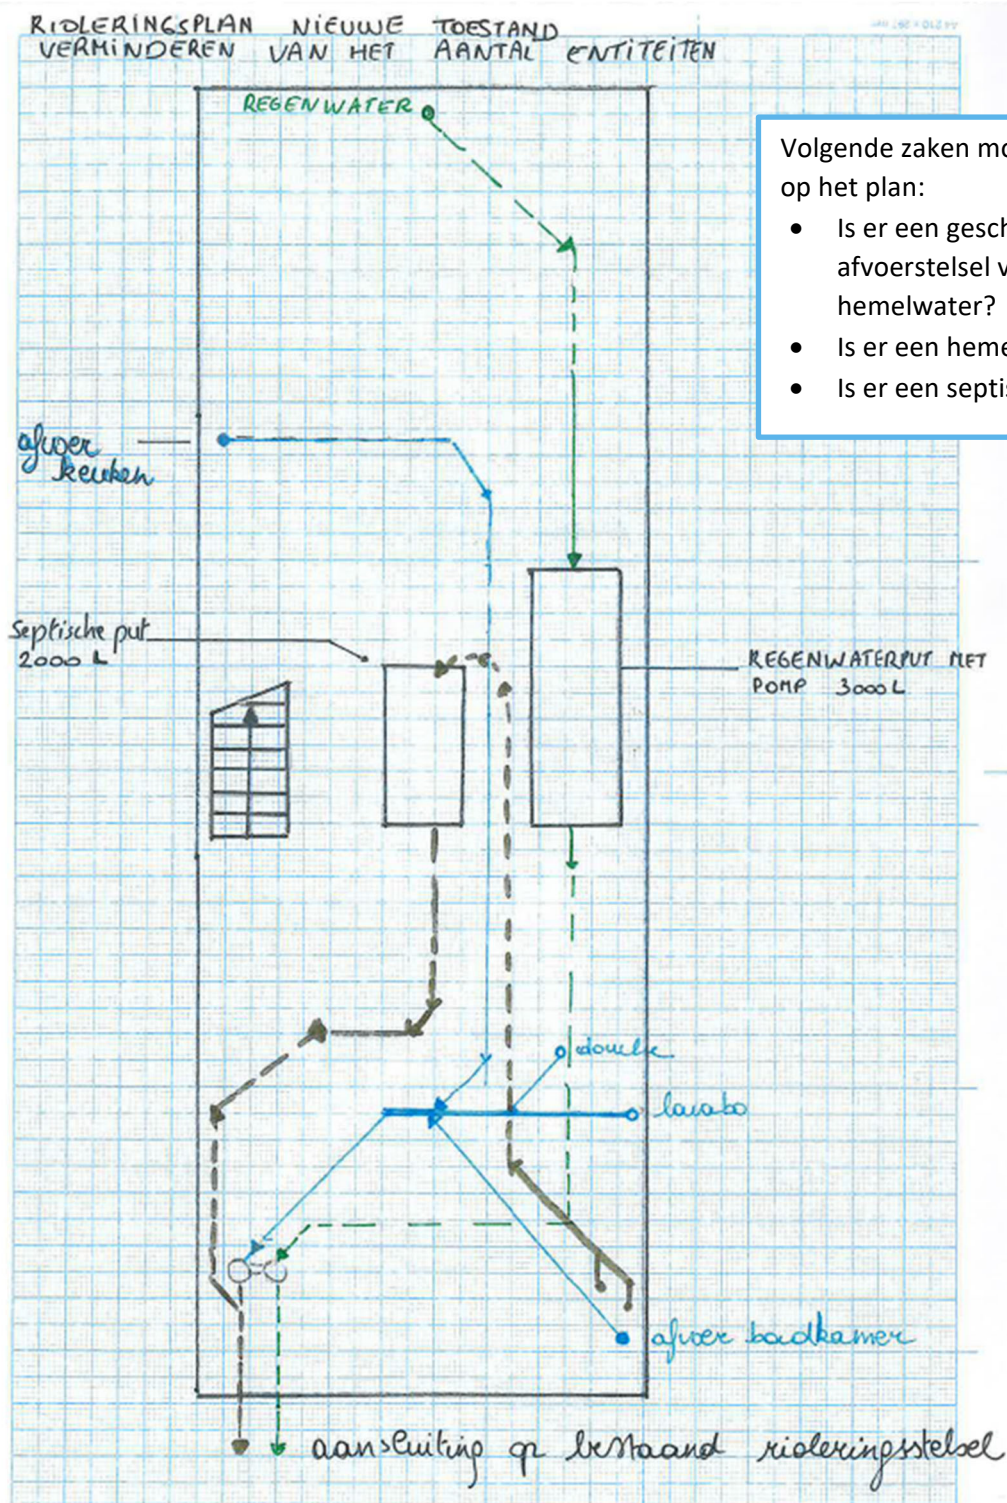 RIOLERINGSPLAN NIEUWE TOESTAND
VERMINDEREN VAN HET AANTAL ENTITEITEN
REGENWATER
Volgende zaken mo
op het plan:
• Is er een gesch
afvoerstelsel v
hemelwater?
• Is er een heme
• Is er een septis
afvoer
keuken
Septische put
2000 L
REGENWATERPUT MET
POMP 3000 L
douche
lavabo
afvoer badkamer
aansluiting op bestaand rioleringsstelsel